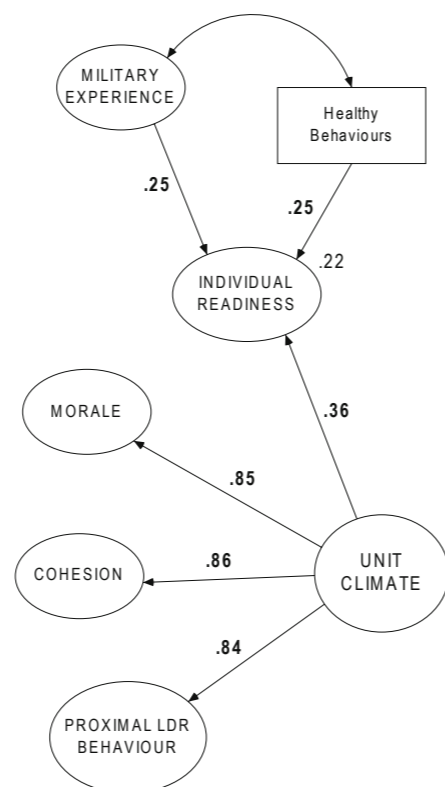 MILITARY
EXPERIENCE
Healthy
Behaviours
.25
.25
.22
INDIVIDUAL
READINESS
MORALE
.36
.85
UNIT
CLIMATE
.86
COHESION
.84
PROXIMAL LDR
BEHAVIOUR